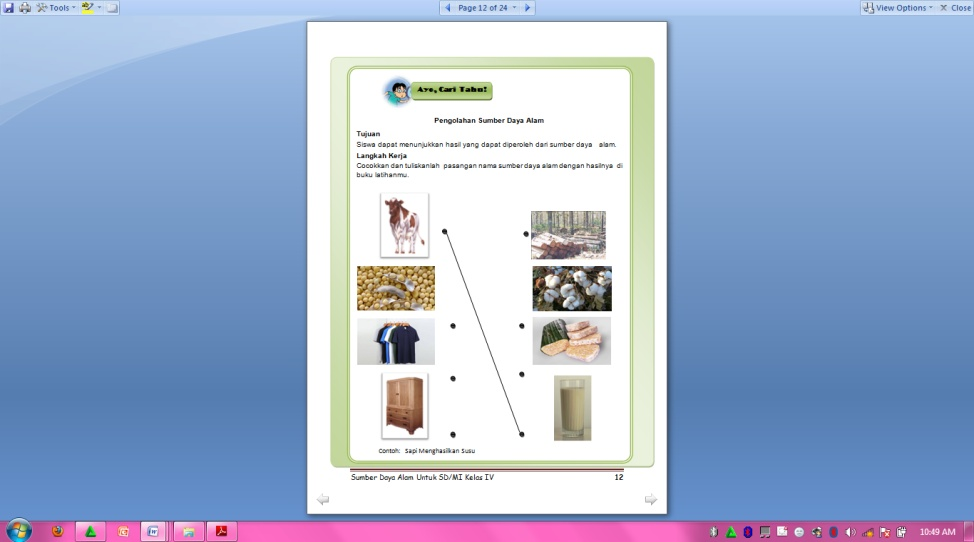 Tools
Page 12 of 24
View Options
Close
Ayo, Cari Tahu!
Pengolahan Sumber Daya Alam
Tujuan
Siswa dapat menunjukkan hasil yang dapat diperoleh dari sumber daya alam.
Langkah Kerja
Cocokkan dan tuliskanlah pasangan nama sumber daya alam dengan hasilnya di
buku latihanmu.
Contoh: Sapi Menghasilkan Susu
Sumber Daya Alam Untuk SD/MI Kelas IV 12
10:49 AM